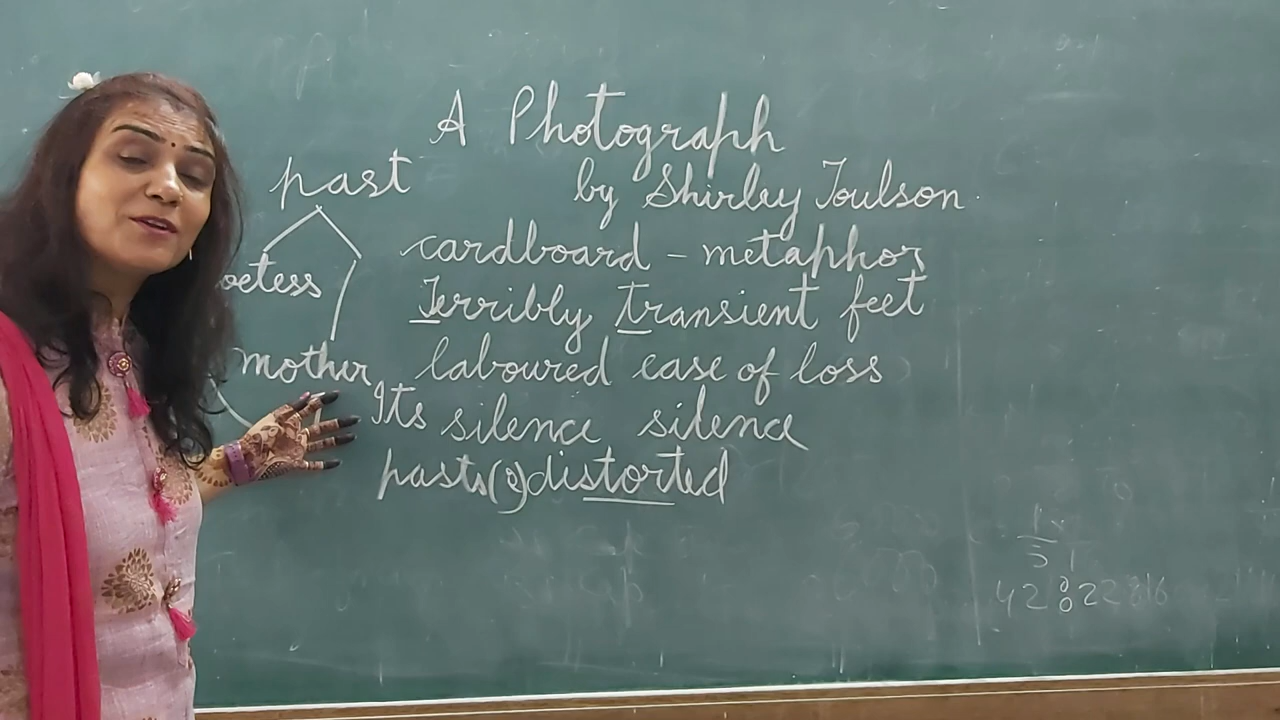 A Photograph
by Shirley Toulson
past
oetess
mother
cardboard - metaphor
Terribly transient feet
laboured ease of loss
Its silence silence
pasts(2)distorted